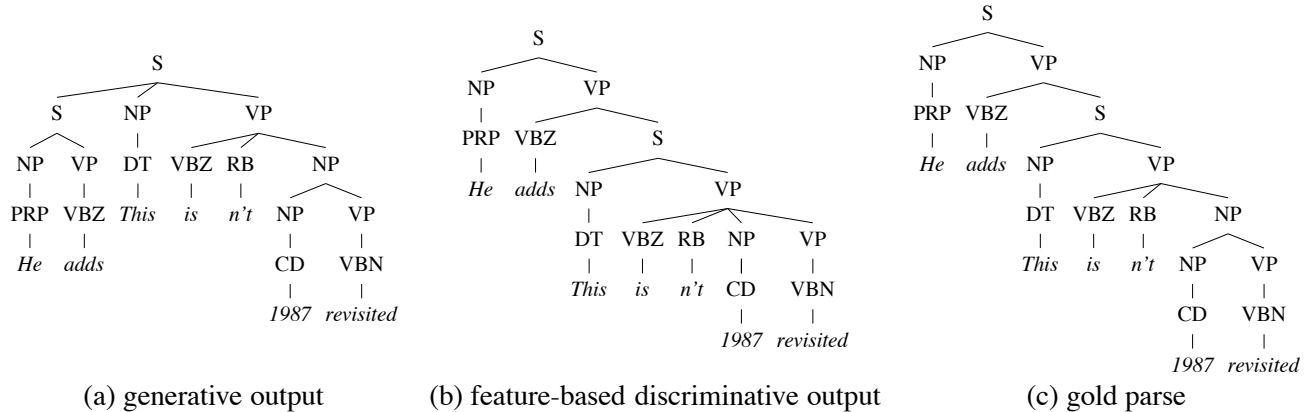 S
S NP VP
NP VP DT VBZ RB NP
PRP VBZ This is n't NP VP
He adds CD VBN
1987 revisited
(a) generative output
S
NP VP
PRP VBZ S
He adds NP VP
DT VBZ RB NP VP
This is n't CD VBN
1987 revisited
(b) feature-based discriminative output
S
NP VP
PRP VBZ S
He adds NP VP
DT VBZ RB NP
This is n't NP VP
CD VBN
1987 revisited
(c) gold parse